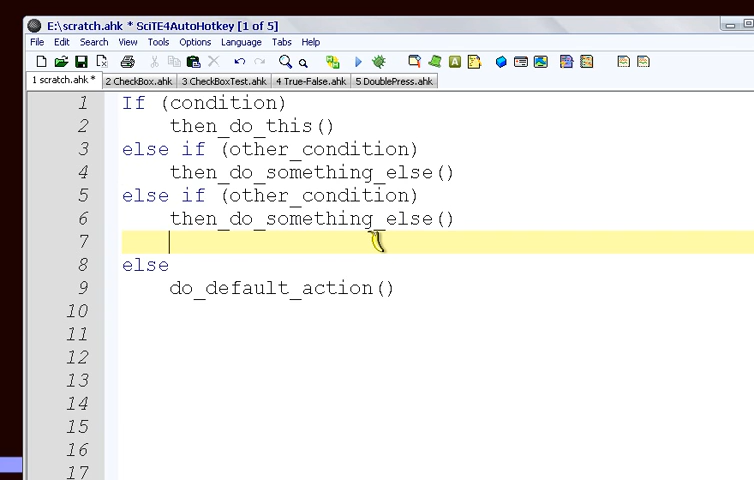 E:\scratch.ahk * SciTE4AutoHotkey [1 of 5]
File Edit Search View Tools Options Language Tabs Help
1 scratch.ahk * 2 CheckBox.ahk 3 CheckBoxTest.ahk 4 True-False.ahk 5 DoublePress.ahk
1 If (condition)
2 then_do_this()
3 else if (other_condition)
4 then_do_something_else()
5 else if (other_condition)
6 then_do_something_else()
7
8 else
9 do_default_action()
10
11
12
13
14
15
16
17